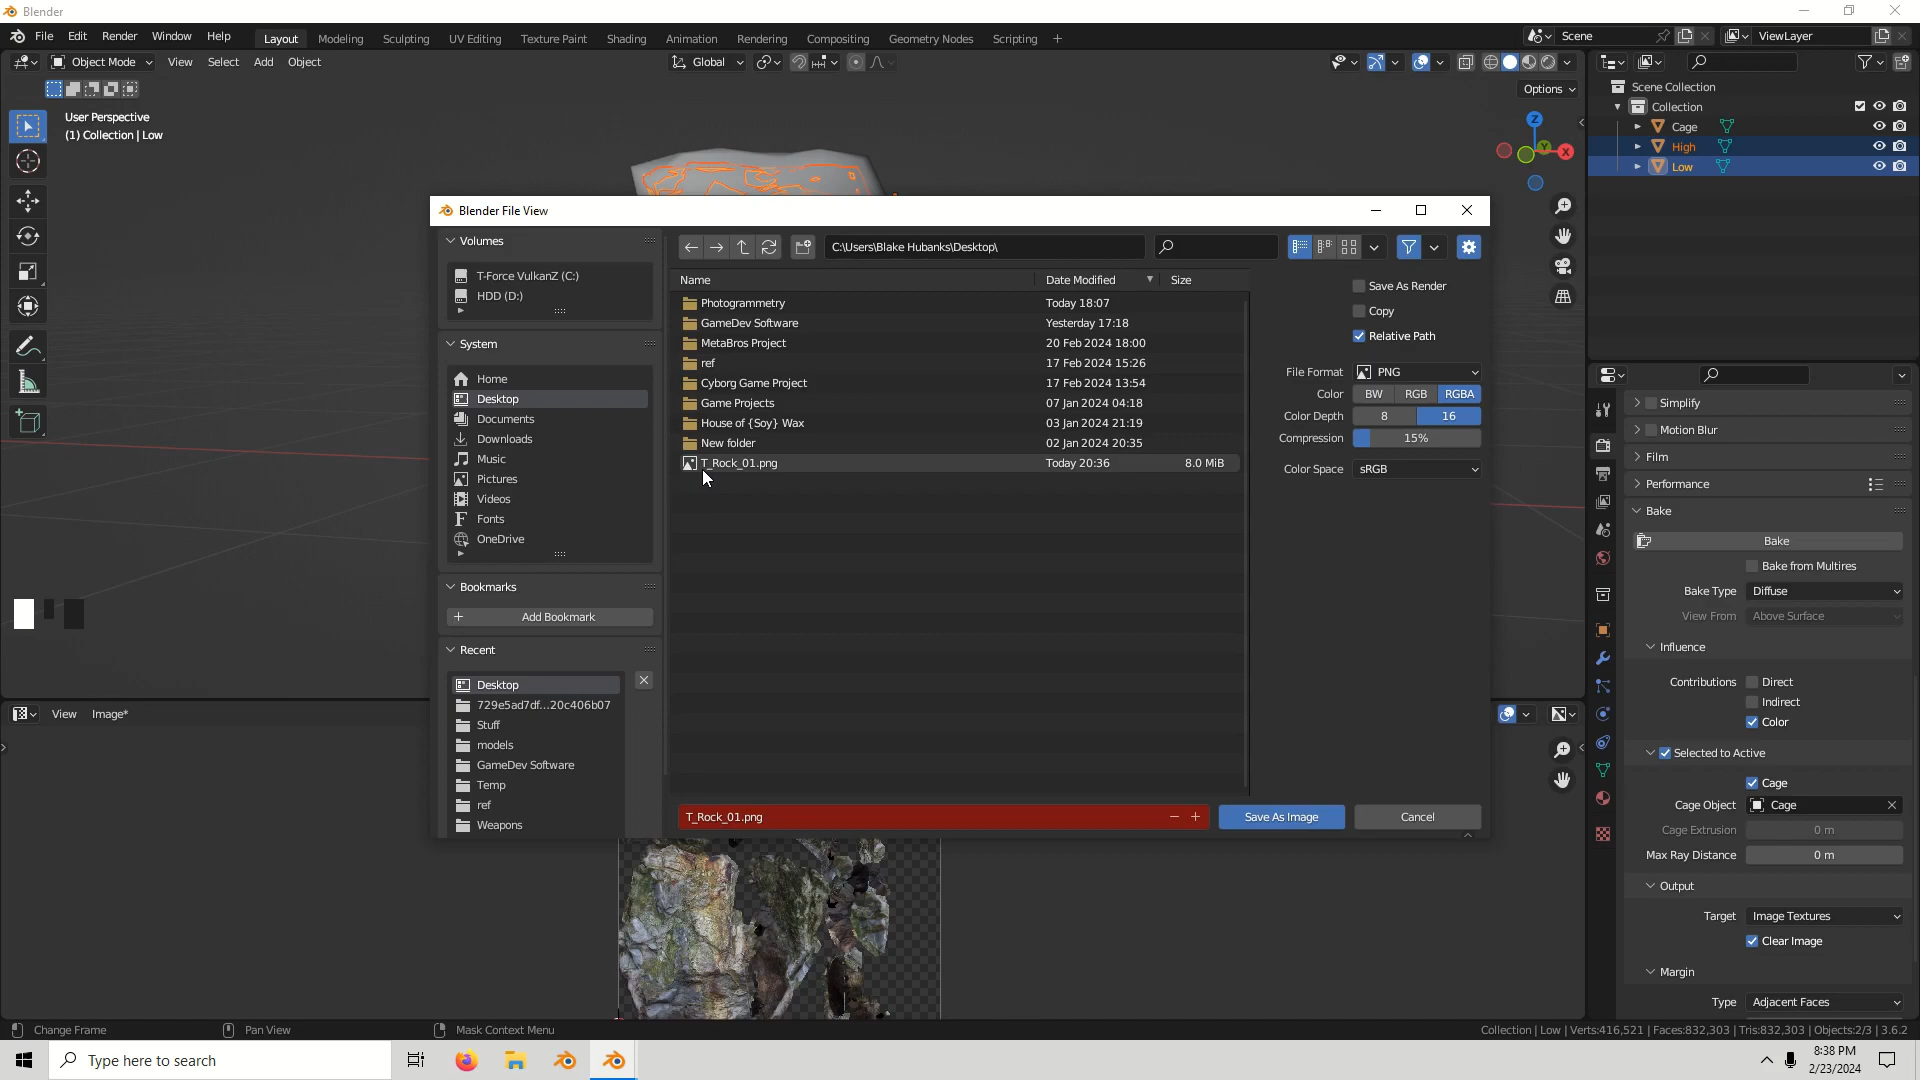 Blender
File Edit Render Window Help Layout Modeling Sculpting UV Editing Texture Paint Shading Animation Rendering Compositing Geometry Nodes Scripting + Scene ViewLayer
Object Mode View Select Add Object Global
Options
User Perspective
(1) Collection | Low
Z
Y
X
Scene Collection
Collection
Cage
High
Low
Blender File View
Volumes
T-Force VulkanZ (C:)
HDD (D:)
System
Home
Desktop
Documents
Downloads
Music
Pictures
Videos
Fonts
OneDrive
Bookmarks
Add Bookmark
Recent
Desktop
729e5ad7df...20c406b07
Stuff
models
GameDev Software
Temp
ref
Weapons
C:\Users\Blake Hubanks\Desktop\
Name Date Modified Size
Photogrammetry Today 18:07
GameDev Software Yesterday 17:18
MetaBros Project 20 Feb 2024 18:00
ref 17 Feb 2024 15:26
Cyborg Game Project 17 Feb 2024 13:54
Game Projects 07 Jan 2024 04:18
House of {Soy} Wax 03 Jan 2024 21:19
New folder 02 Jan 2024 20:35
T_Rock_01.png Today 20:36 8.0 MiB
T_Rock_01.png Save As Image Cancel
Save As Render
Copy
Relative Path
File Format PNG
Color BW RGB RGBA
Color Depth 8 16
Compression 15%
Color Space sRGB
Simplify
Motion Blur
Film
Performance
Bake
Bake
Bake from Multires
Bake Type Diffuse
View From Above Surface
Influence
Contributions Direct
Indirect
Color
Selected to Active
Cage
Cage Object Cage
Cage Extrusion 0 m
Max Ray Distance 0 m
Output
Target Image Textures
Clear Image
Margin
Type Adjacent Faces
View Image*
Change Frame Pan View Mask Context Menu Collection | Low | Verts:416,521 | Faces:832,303 | Tris:832,303 | Objects:2/3 | 3.6.2
Type here to search
8:38 PM
2/23/2024